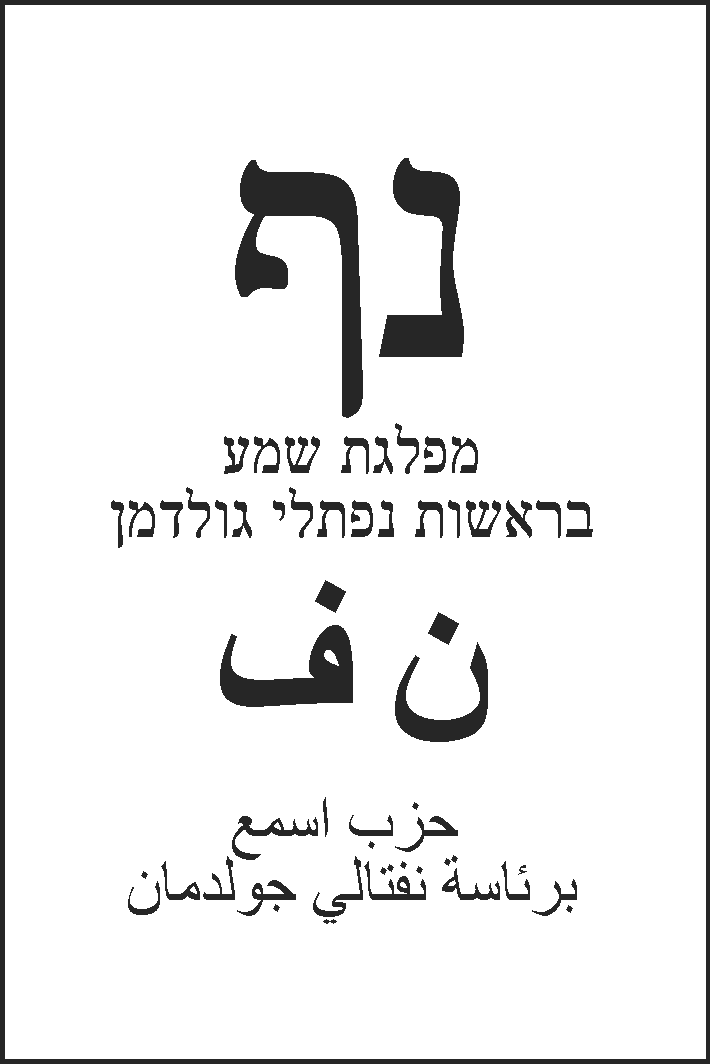 נף
מפלגת שמע
בראשות נפתלי גולדמן
ن ف
حزب اسمع
برئاسة نفتالي جولدمان